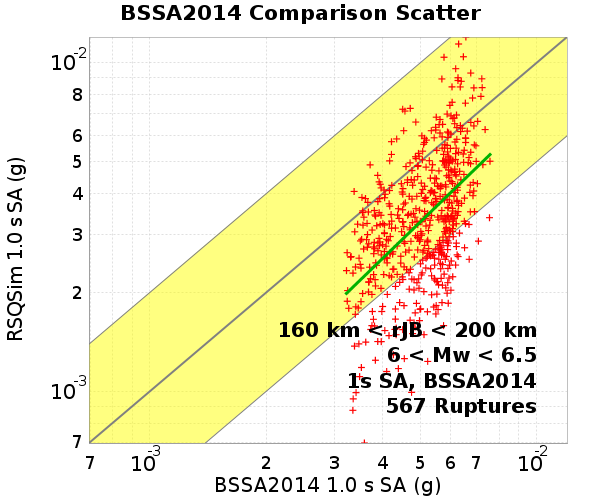 BSSA2014 Comparison Scatter
RSQSim 1.0 s SA (g)
10-2
8
6
5
4
3
2
10-3
7
160 km < rJB < 200 km
6 < Mw < 6.5
1s SA, BSSA2014
567 Ruptures
7 10-3 2 3 4 5 6 7 10-2
BSSA2014 1.0 s SA (g)